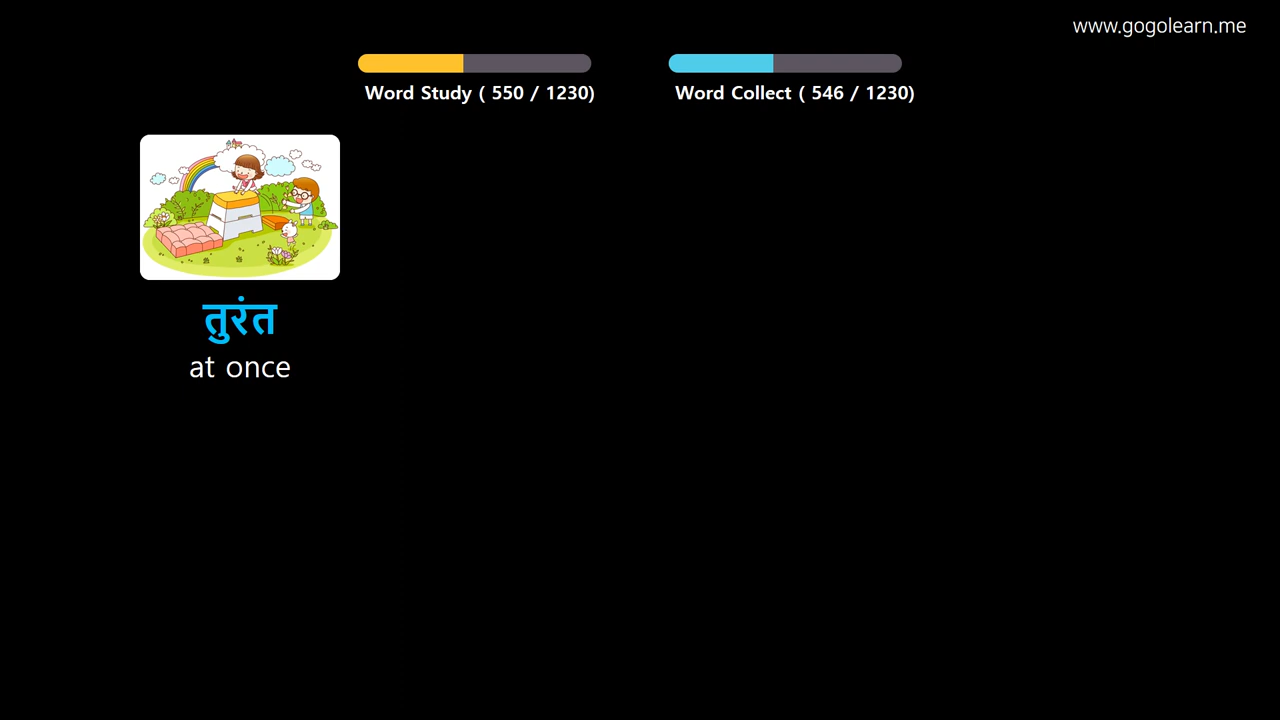 www.gogolearn.me
Word Study ( 550 / 1230)
Word Collect ( 546 / 1230)
तुरंत
at once